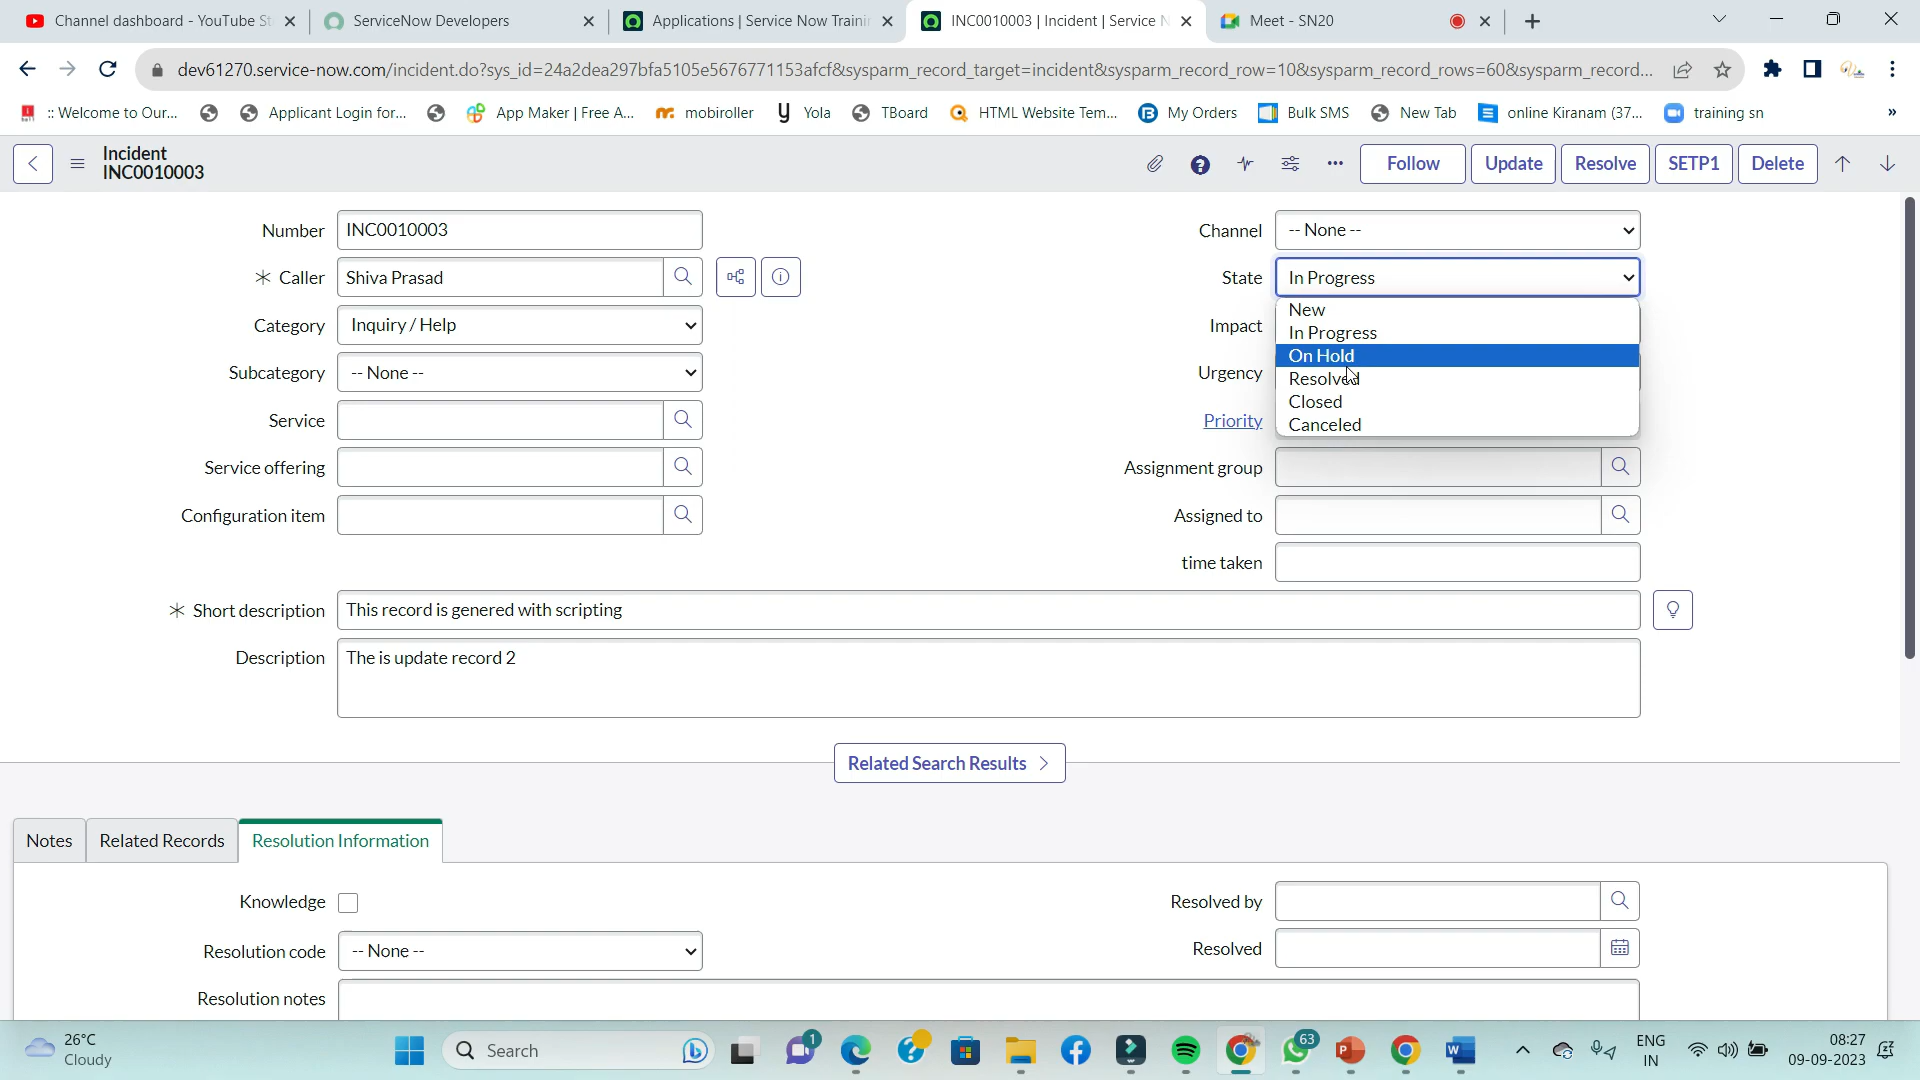 Channel dashboard - YouTube St
ServiceNow Developers
Applications | Service Now Traini
INC0010003 | Incident | Service N
Meet - SN20
dev61270.service-now.com/incident.do?sys_id=24a2dea297bfa5105e5676771153afcf&sysparm_record_target=incident&sysparm_record_row=10&sysparm_record_rows=60&sysparm_record...
:: Welcome to Our...
Applicant Login for...
App Maker | Free A...
mobiroller
Yola
TBoard
HTML Website Tem...
My Orders
Bulk SMS
New Tab
online Kiranam (37...
training sn
»
Incident
INC0010003
Follow
Update
Resolve
SETP1
Delete
Number INC0010003
Channel -- None --
Caller Shiva Prasad
State In Progress
New
In Progress
On Hold
Resolved
Closed
Canceled
Category Inquiry / Help
Impact
Subcategory -- None --
Urgency
Service
Priority
Service offering
Assignment group
Configuration item
Assigned to
time taken
Short description This record is genered with scripting
Description The is update record 2
Related Search Results
Notes
Related Records
Resolution Information
Knowledge
Resolved by
Resolution code -- None --
Resolved
Resolution notes
26°C
Cloudy
Search
1
63
ENG
IN
08:27
09-09-2023